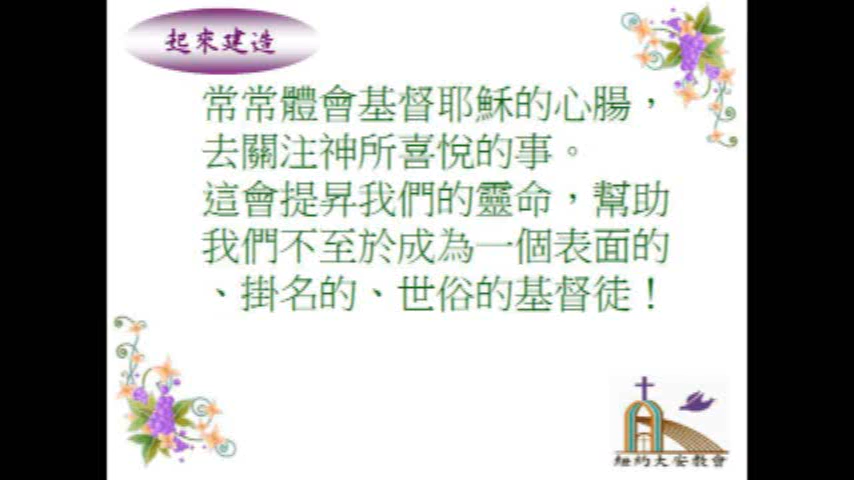 起來建造
常常體會基督耶穌的心腸，
去關注神所喜悅的事。
這會提昇我們的靈命，幫助
我們不至於成為一個表面的
、掛名的、世俗的基督徒！
紐約大安教會